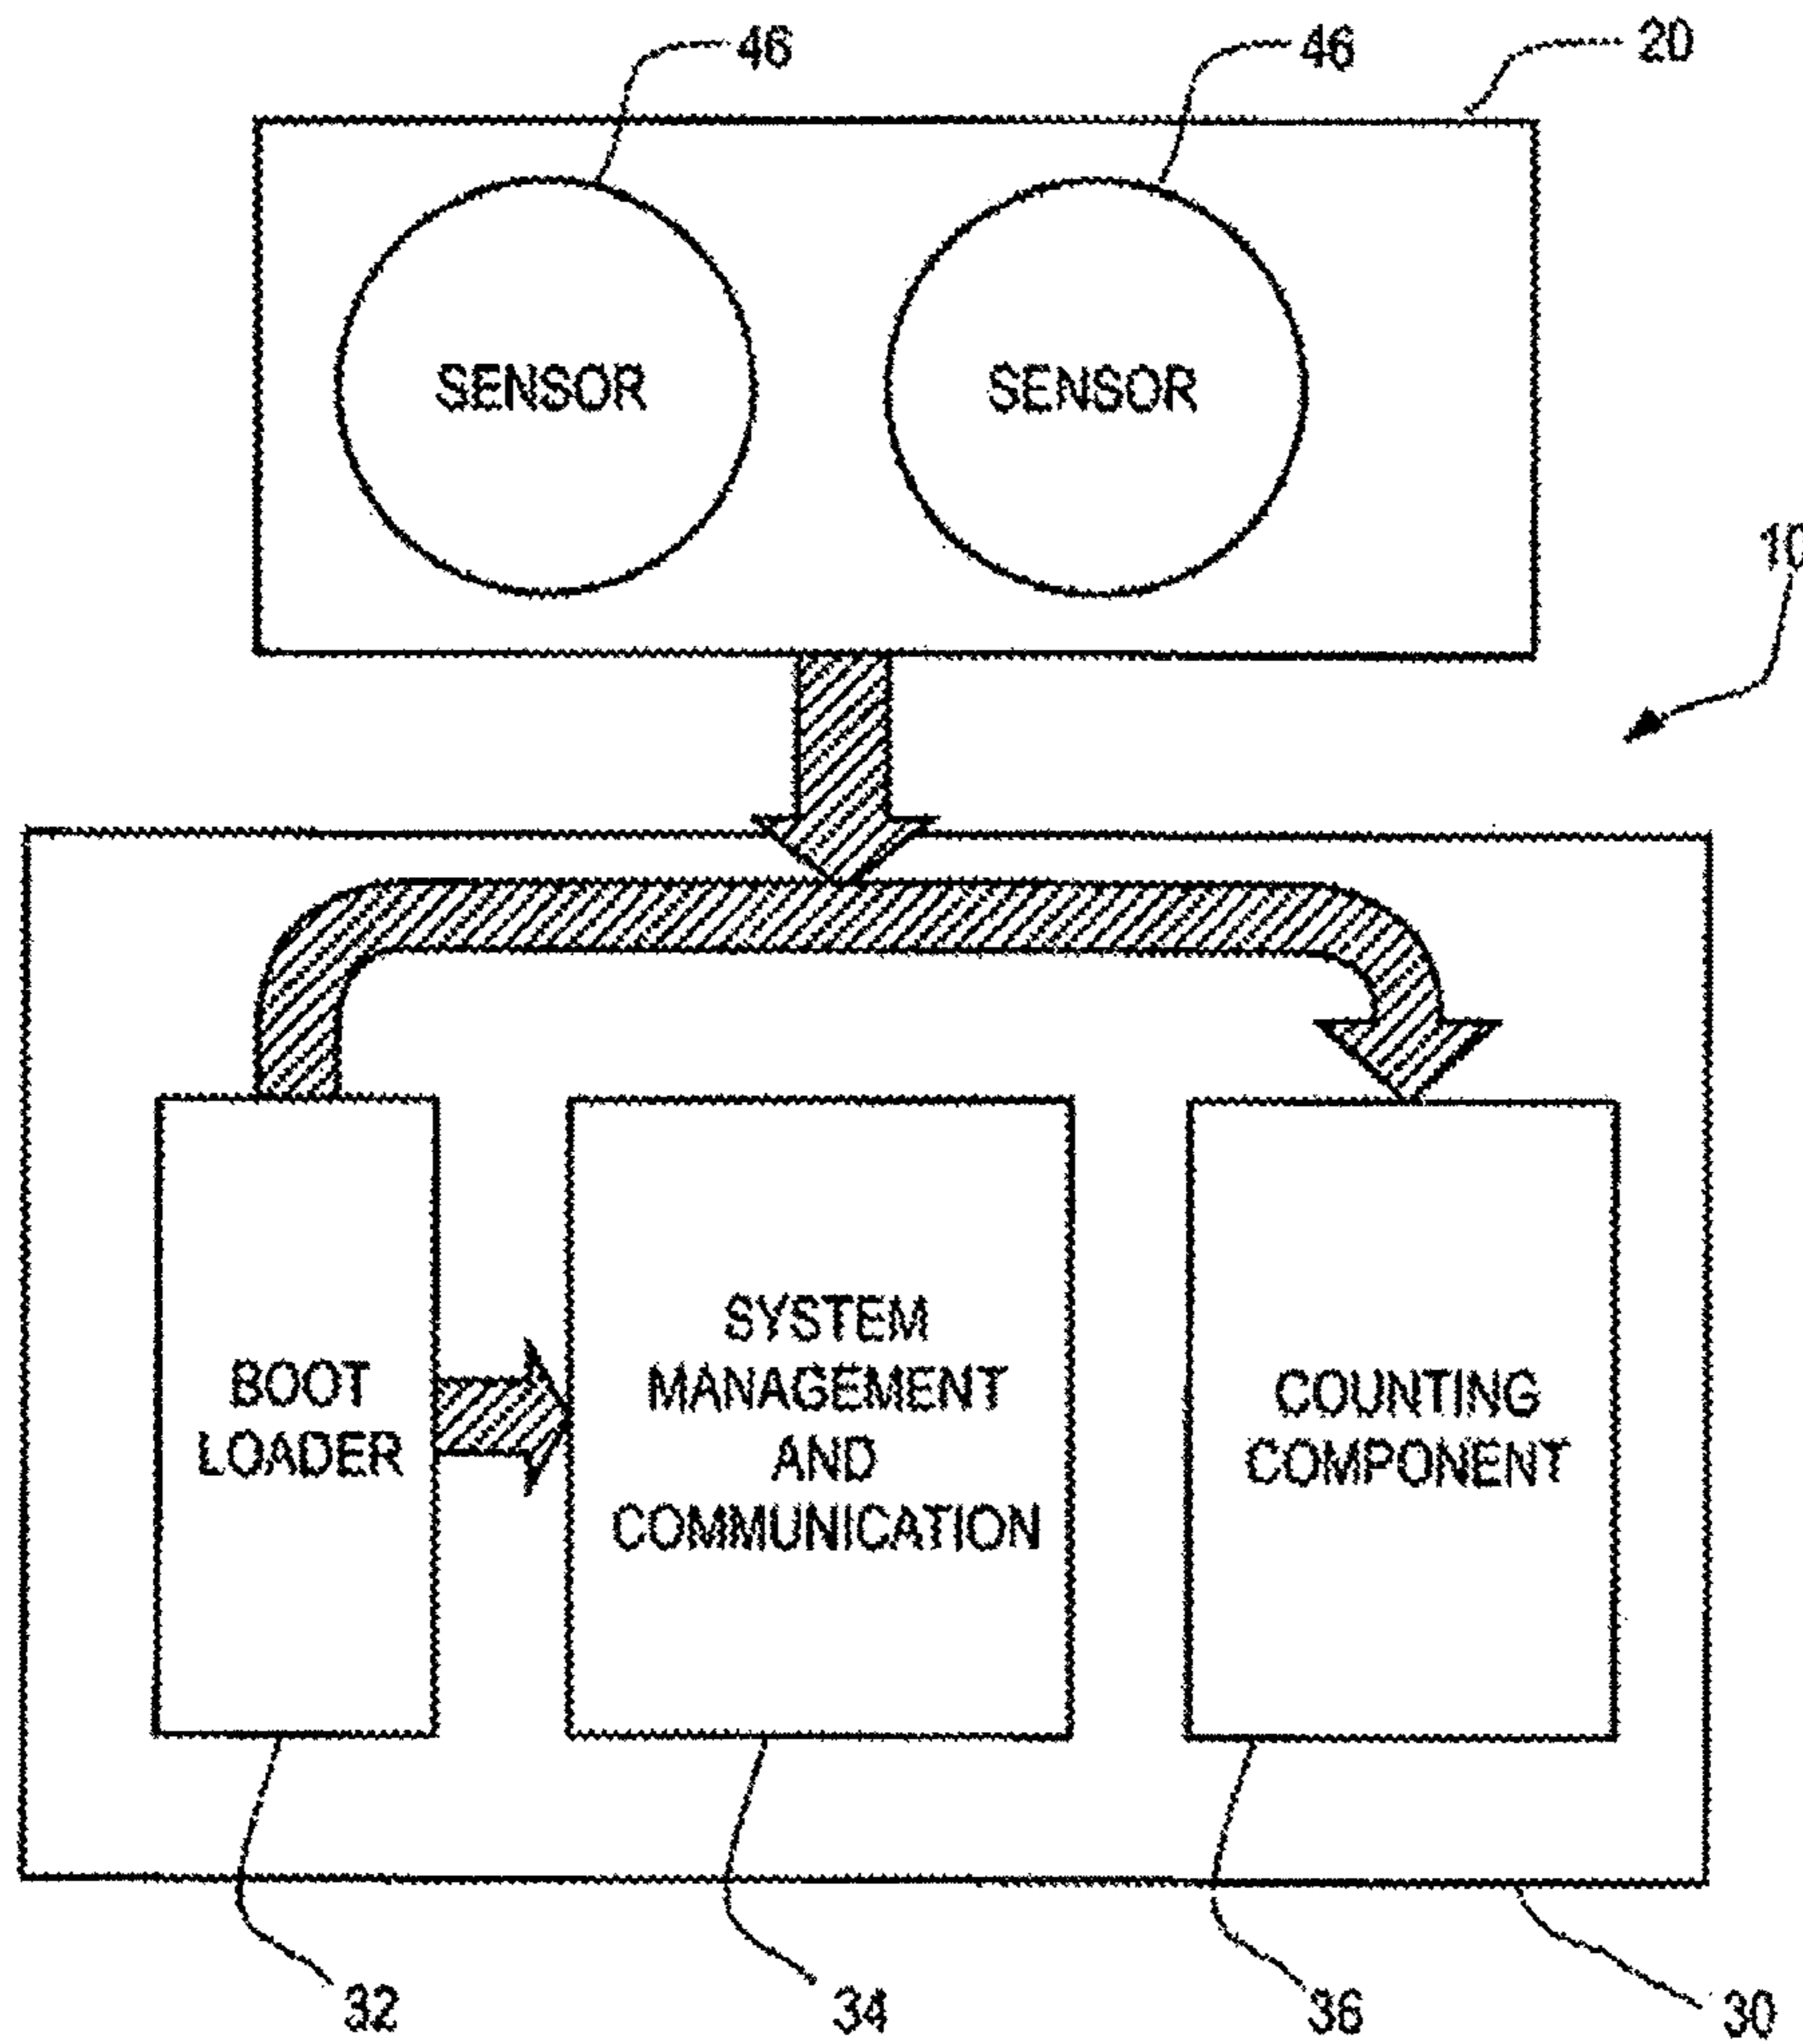 46
46
20
SENSOR
SENSOR
10
BOOT
LOADER
SYSTEM
MANAGEMENT
AND
COMMUNICATION
COUNTING
COMPONENT
32
34
36
30